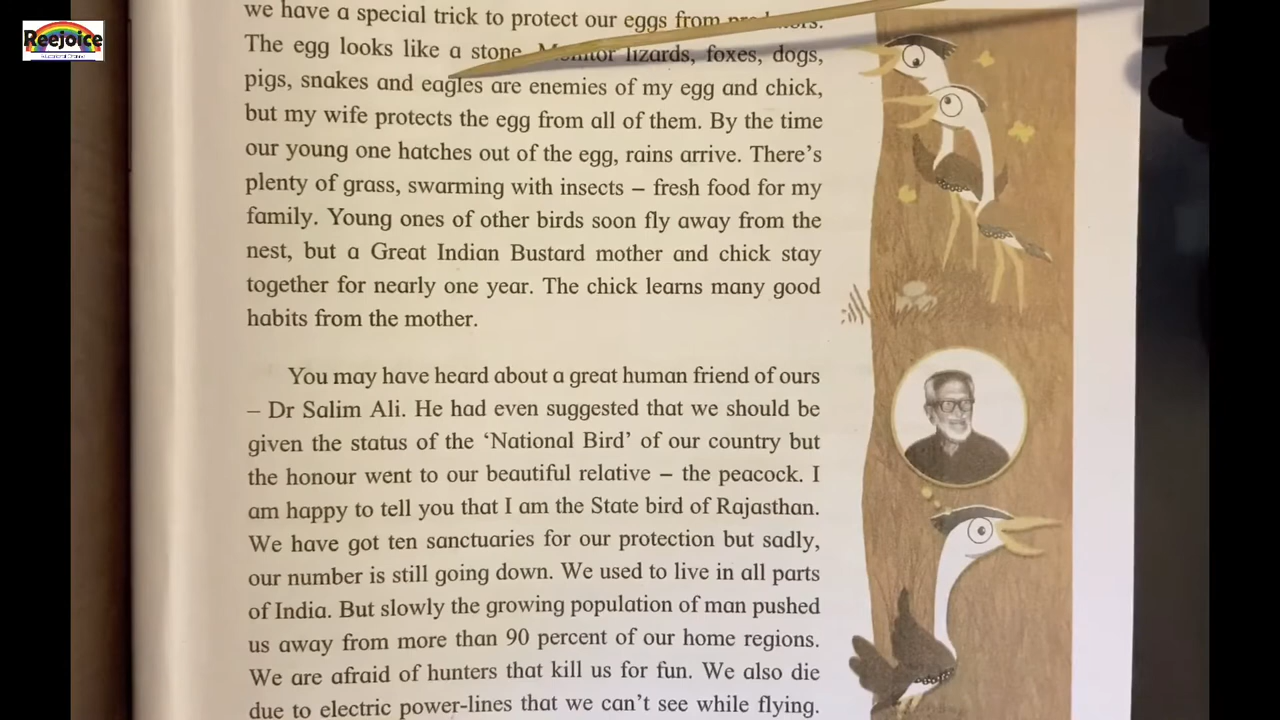 Reejoice
we have a special trick to protect our eggs from
The egg looks like a stone. Monitor lizards, foxes, dogs,
pigs, snakes and eagles are enemies of my egg and chick,
but my wife protects the egg from all of them. By the time
our young one hatches out of the egg, rains arrive. There's
plenty of grass, swarming with insects – fresh food for my
family. Young ones of other birds soon fly away from the
nest, but a Great Indian Bustard mother and chick stay
together for nearly one year. The chick learns many good
habits from the mother.
You may have heard about a great human friend of ours
– Dr Salim Ali. He had even suggested that we should be
given the status of the 'National Bird' of our country but
the honour went to our beautiful relative – the peacock. I
am happy to tell you that I am the State bird of Rajasthan.
We have got ten sanctuaries for our protection but sadly,
our number is still going down. We used to live in all parts
of India. But slowly the growing population of man pushed
us away from more than 90 percent of our home regions.
We are afraid of hunters that kill us for fun. We also die
due to electric power-lines that we can't see while flying.